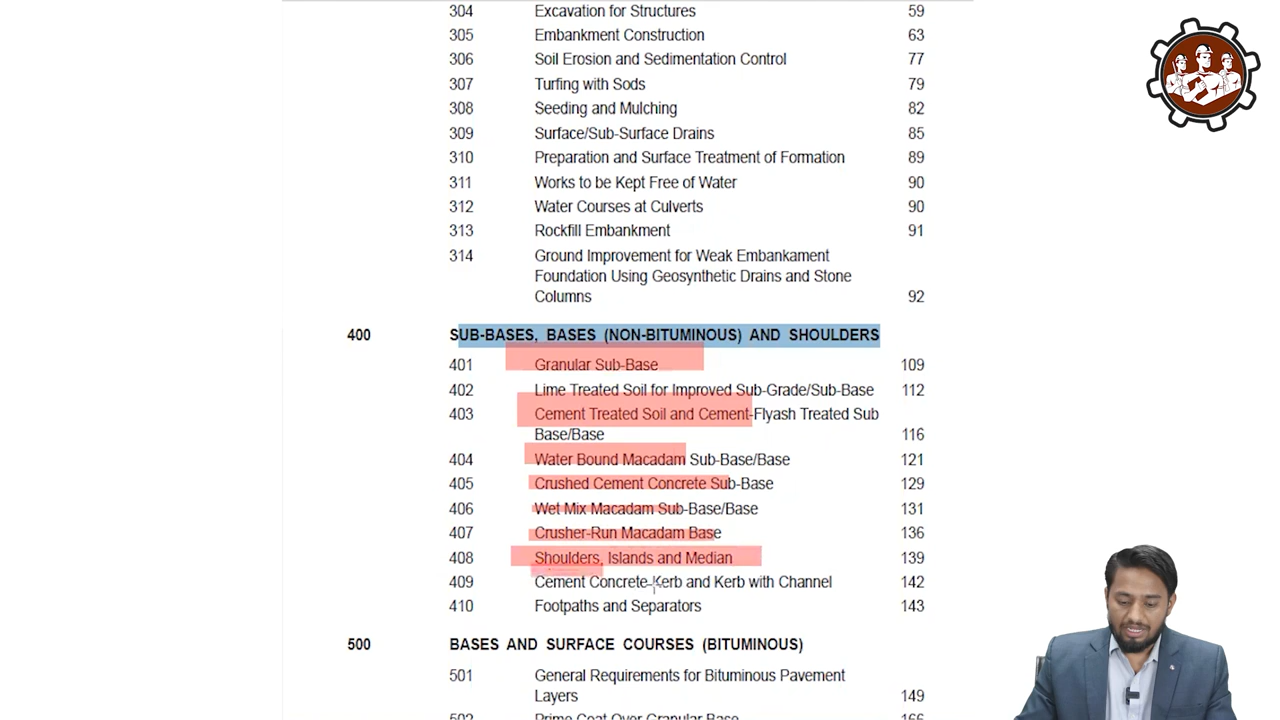 304 Excavation for Structures 59
305 Embankment Construction 63
306 Soil Erosion and Sedimentation Control 77
307 Turfing with Sods 79
308 Seeding and Mulching 82
309 Surface/Sub-Surface Drains 85
310 Preparation and Surface Treatment of Formation 89
311 Works to be Kept Free of Water 90
312 Water Courses at Culverts 90
313 Rockfill Embankment 91
314 Ground Improvement for Weak Embankament
Foundation Using Geosynthetic Drains and Stone
Columns 92
400 SUB-BASES, BASES (NON-BITUMINOUS) AND SHOULDERS
401 Granular Sub-Base 109
402 Lime Treated Soil for Improved Sub-Grade/Sub-Base 112
403 Cement Treated Soil and Cement-Flyash Treated Sub
Base/Base 116
404 Water Bound Macadam Sub-Base/Base 121
405 Crushed Cement Concrete Sub-Base 129
406 Wet Mix Macadam Sub-Base/Base 131
407 Crusher-Run Macadam Base 136
408 Shoulders, Islands and Median 139
409 Cement Concrete Kerb and Kerb with Channel 142
410 Footpaths and Separators 143
500 BASES AND SURFACE COURSES (BITUMINOUS)
501 General Requirements for Bituminous Pavement
Layers 149
502 Prime Coat Over Granular Base 166